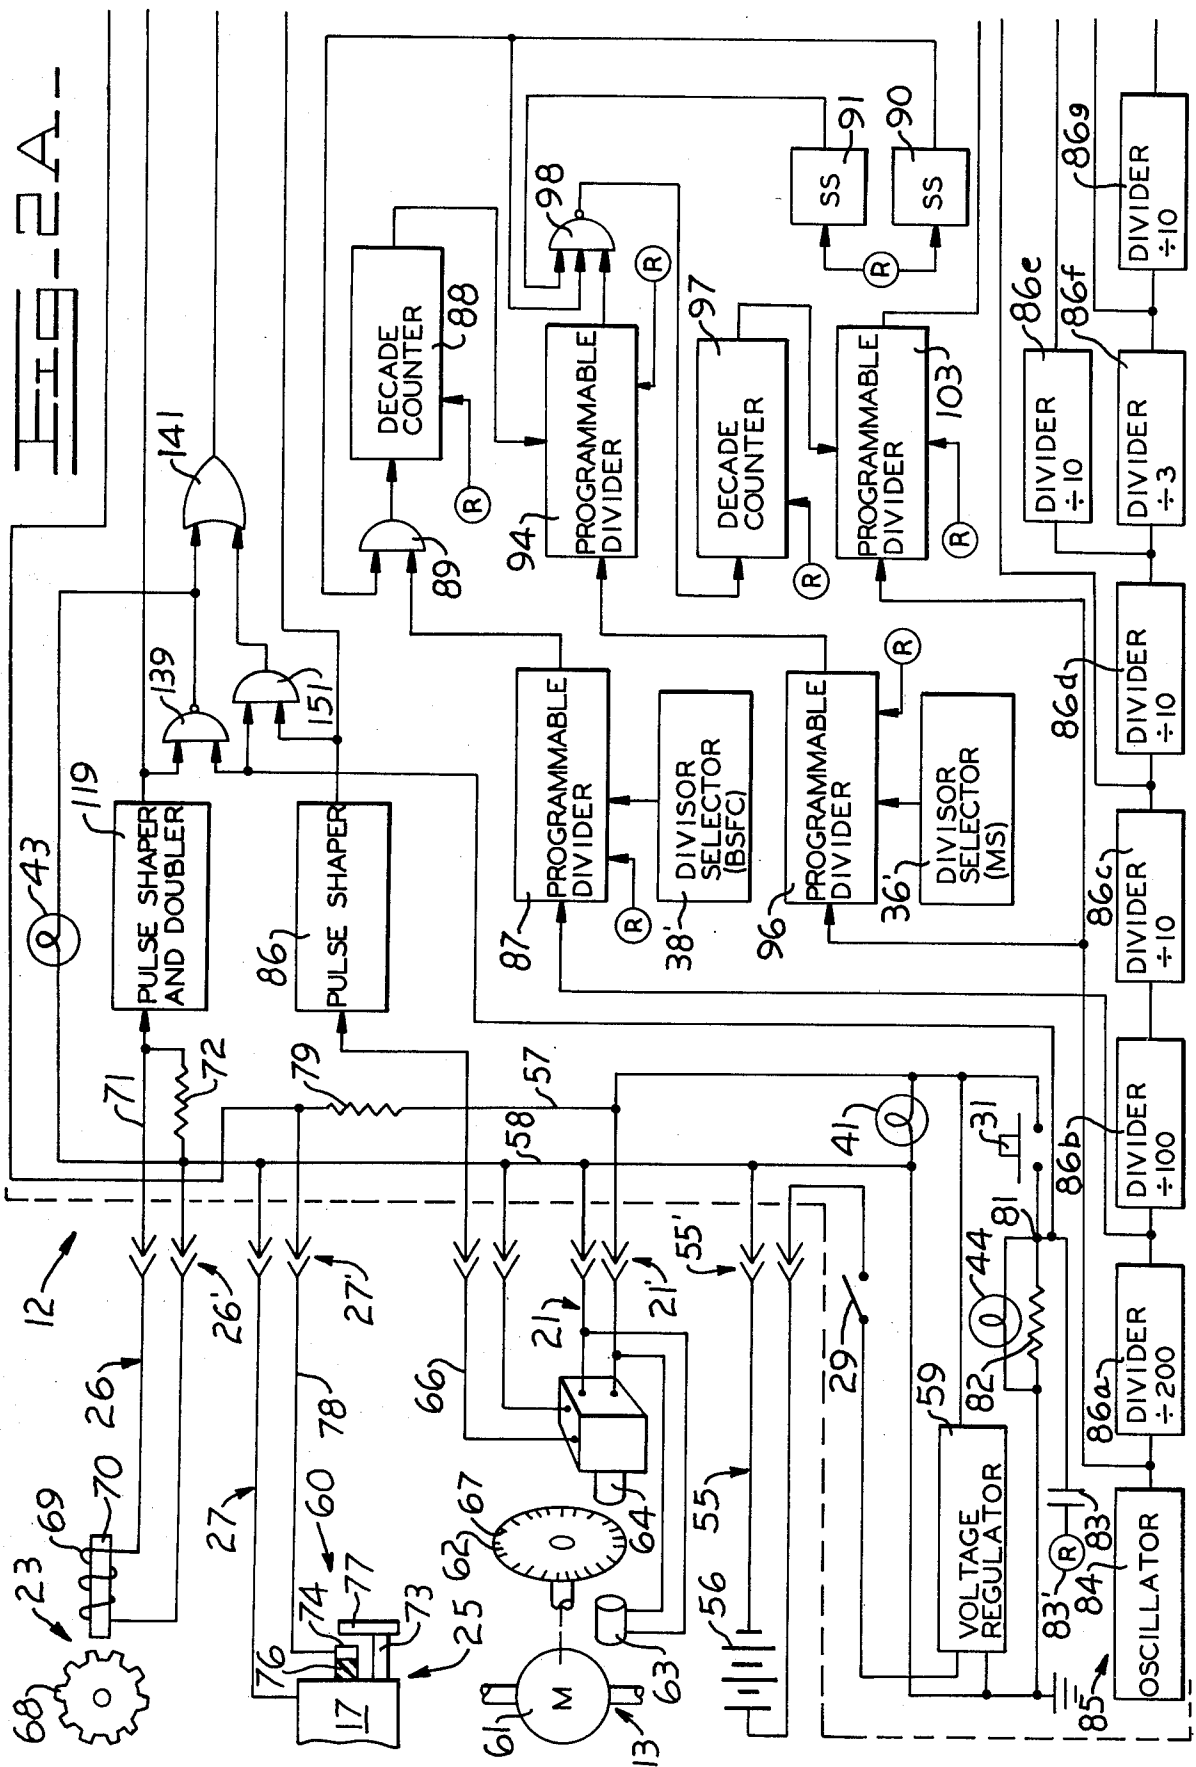 Fig-2A-
12
23
69
70
68
26
26'
71
72
119
PULSE SHAPER
AND DOUBLER
43
139
141
27
27'
60
74
77
76
73
25
17
78
79
86
PULSE SHAPER
151
66
58
57
62
67
64
21
21'
61
M
63
13
87
PROGRAMMABLE
DIVIDER
R
38'
DIVISOR
SELECTOR
(BSFC)
89
DECADE
COUNTER
88
R
94
PROGRAMMABLE
DIVIDER
R
98
55
55'
56
29
41
96
PROGRAMMABLE
DIVIDER
R
36'
DIVISOR
SELECTOR
(MS)
DECADE
COUNTER
97
R
PROGRAMMABLE
DIVIDER
103
R
SS
91
SS
90
R
59
VOLTAGE
REGULATOR
82
44
81
31
83'
R
83
84
85
OSCILLATOR
86a
DIVIDER
÷200
86b
DIVIDER
÷100
86c
DIVIDER
÷10
86d
DIVIDER
÷10
86e
DIVIDER
÷10
86f
DIVIDER
÷3
86g
DIVIDER
÷10